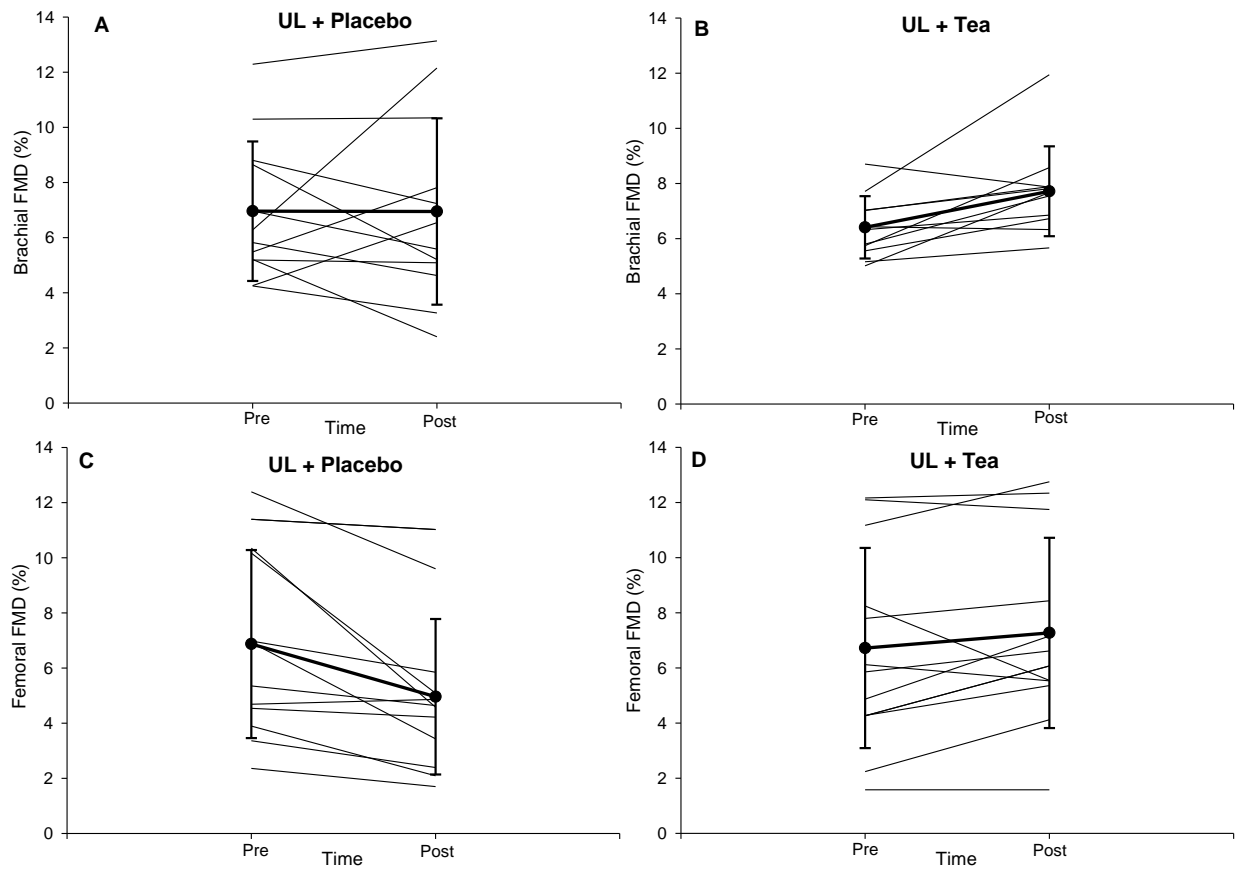 A
UL + Placebo
Brachial FMD (%)
14
12
10
8
6
4
2
0
Pre
Post
Time
B
UL + Tea
Brachial FMD (%)
14
12
10
8
6
4
2
0
Pre
Post
Time
C
UL + Placebo
Femoral FMD (%)
14
12
10
8
6
4
2
0
Pre
Post
Time
D
UL + Tea
Femoral FMD (%)
14
12
10
8
6
4
2
0
Pre
Post
Time